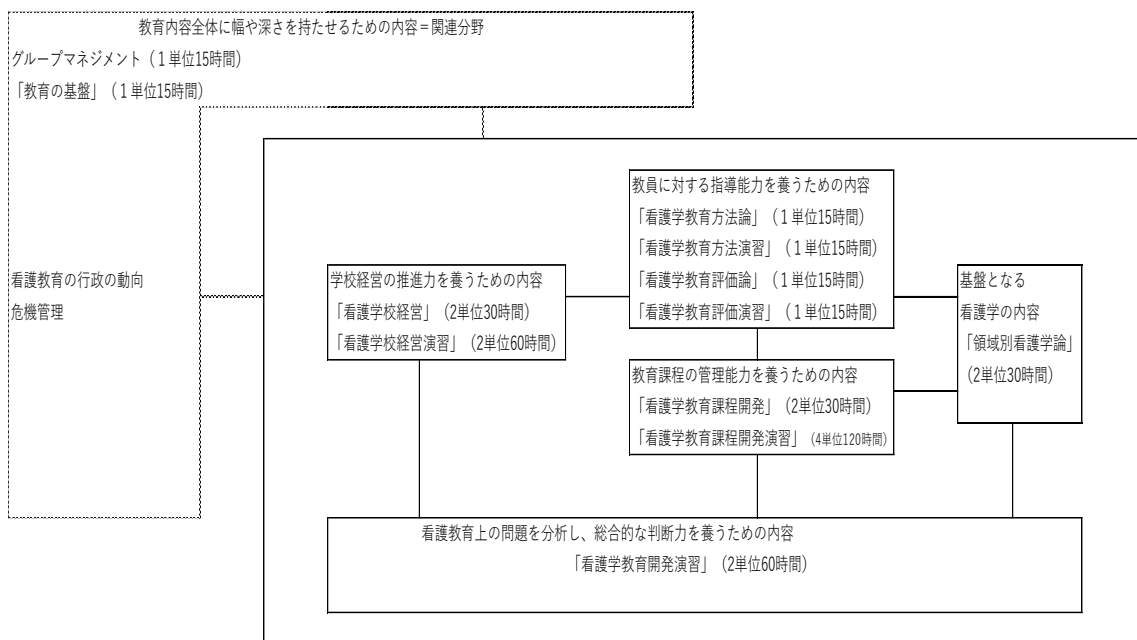 教育内容全体に幅や深さを持たせるための内容＝関連分野
グループマネジメント（１単位15時間）
「教育の基盤」（１単位15時間）
看護教育の行政の動向
危機管理
学校経営の推進力を養うための内容
「看護学校経営」（2単位30時間）
「看護学校経営演習」（2単位60時間）
教員に対する指導能力を養うための内容
「看護学教育方法論」（１単位15時間）
「看護学教育方法演習」（１単位15時間）
「看護学教育評価論」（１単位15時間）
「看護学教育評価演習」（１単位15時間）
教育課程の管理能力を養うための内容
「看護学教育課程開発」（2単位30時間）
「看護学教育課程開発演習」（4単位120時間）
基盤となる
看護学の内容
「領域別看護学論」
（2単位30時間）
看護教育上の問題を分析し、総合的な判断力を養うための内容
「看護学教育開発演習」（2単位60時間）